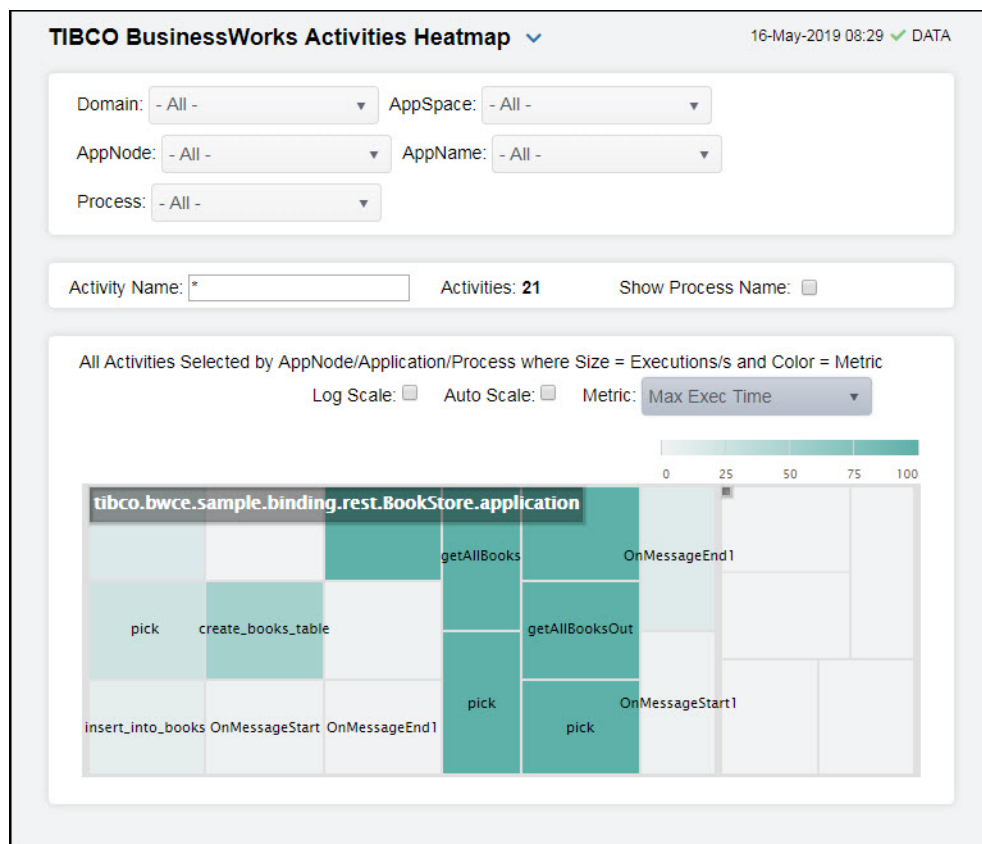 TIBCO BusinessWorks Activities Heatmap
16-May-2019 08:29 DATA
Domain: - All - AppSpace: - All -
AppNode: - All - AppName: - All -
Process: - All -
Activity Name: * Activities: 21 Show Process Name:
All Activities Selected by AppNode/Application/Process where Size = Executions/s and Color = Metric
Log Scale: Auto Scale: Metric: Max Exec Time
0 25 50 75 100
tibco.bwce.sample.binding.rest.BookStore.application
getAllBooks OnMessageEnd1
pick create_books_table getAllBooksOut
insert_into_books OnMessageStart OnMessageEnd1 pick pick OnMessageStart1